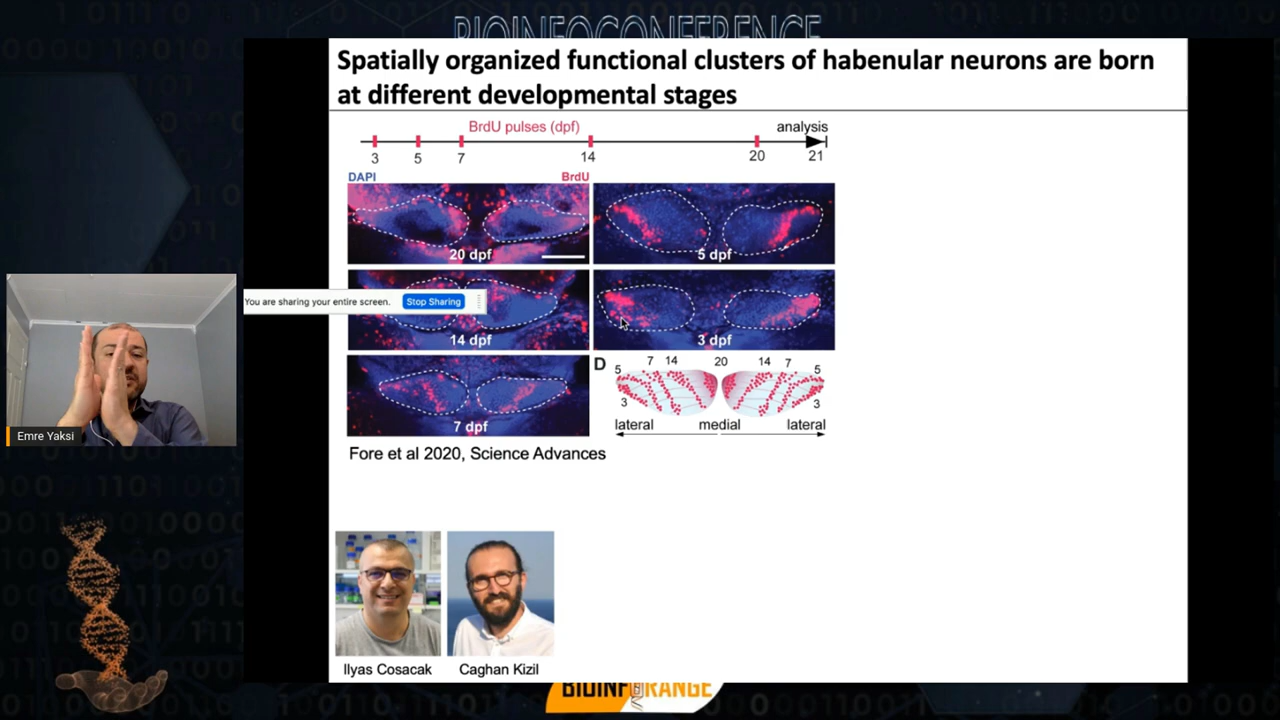 BIOINFOCONFERENCE
Spatially organized functional clusters of habenular neurons are born
at different developmental stages
BrdU pulses (dpf)
analysis
3
5
7
14
20
21
DAPI
BrdU
20 dpf
5 dpf
You are sharing your entire screen.
Stop Sharing
14 dpf
3 dpf
7 dpf
D
5
7
14
20
14
7
5
3
3
lateral
medial
lateral
Fore et al 2020, Science Advances
Emre Yaksi
Ilyas Cosacak
Caghan Kizil
BIOINFORANGE